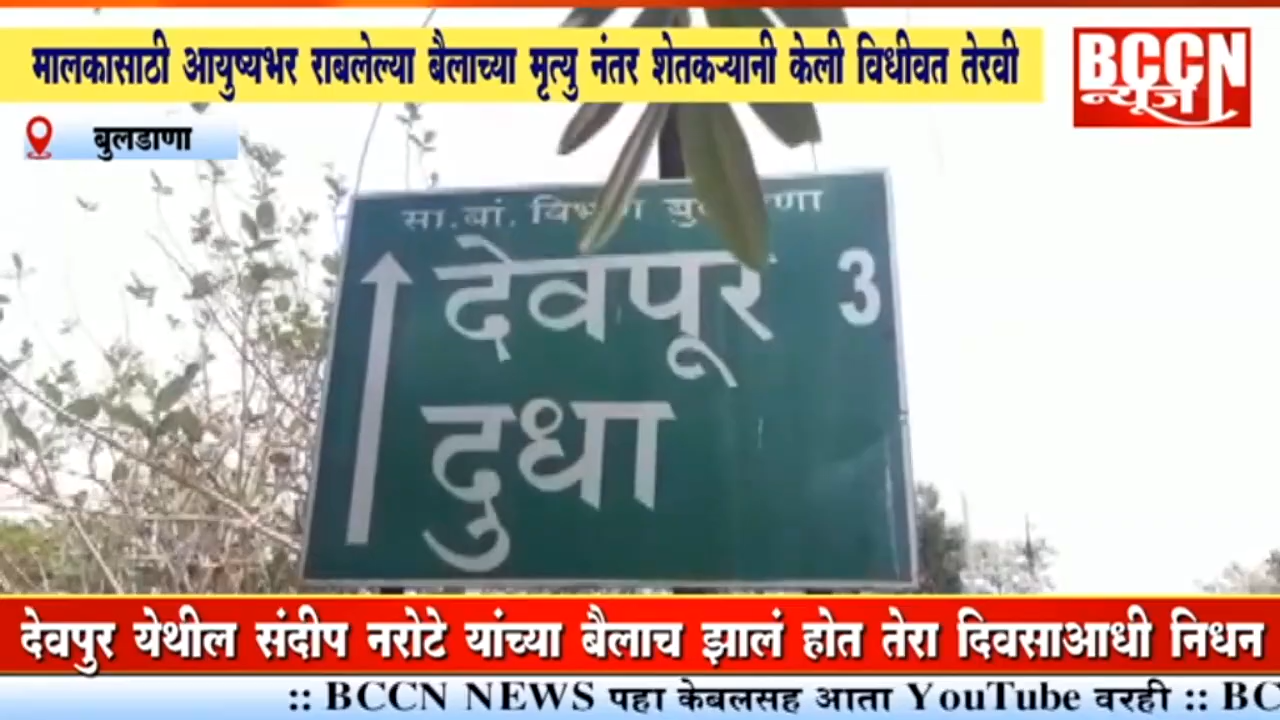 मालकासाठी आयुष्यभर राबलेल्या बैलाच्या मृत्यु नंतर शेतकऱ्यानी केली विधीवत तेरवी
BCCN
न्यूज
बुलडाणा
सा.बां.
देवपूर 3
दुधा
देवपुर येथील संदीप नरोटे यांच्या बैलाच झालं होत तेरा दिवसाआधी निधन
:: BCCN NEWS पहा केबलसह आता YouTube वरही :: BC